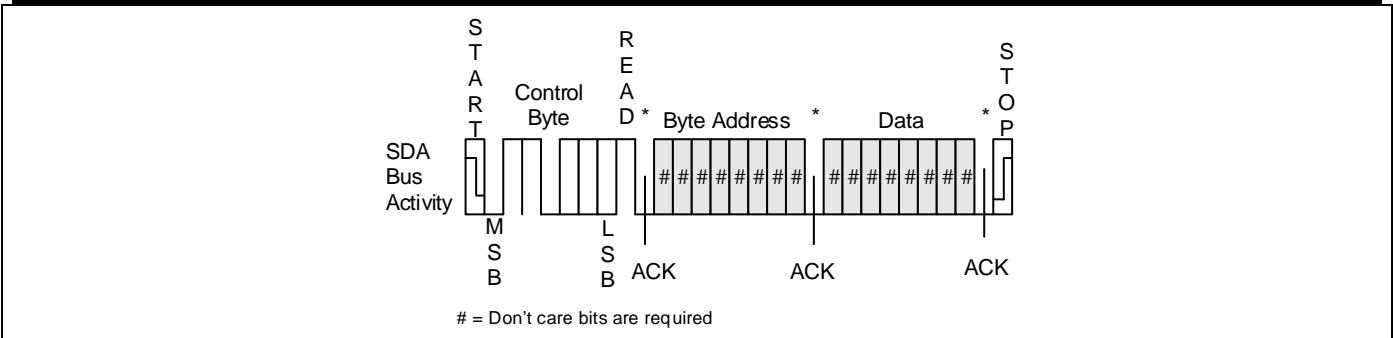 START
Control
Byte
READ
*
Byte Address
*
Data
*
STOP
SDA
Bus
Activity
# # # # # # # #
# # # # # # # #
MSB
LSB
ACK
ACK
ACK
# = Don't care bits are required